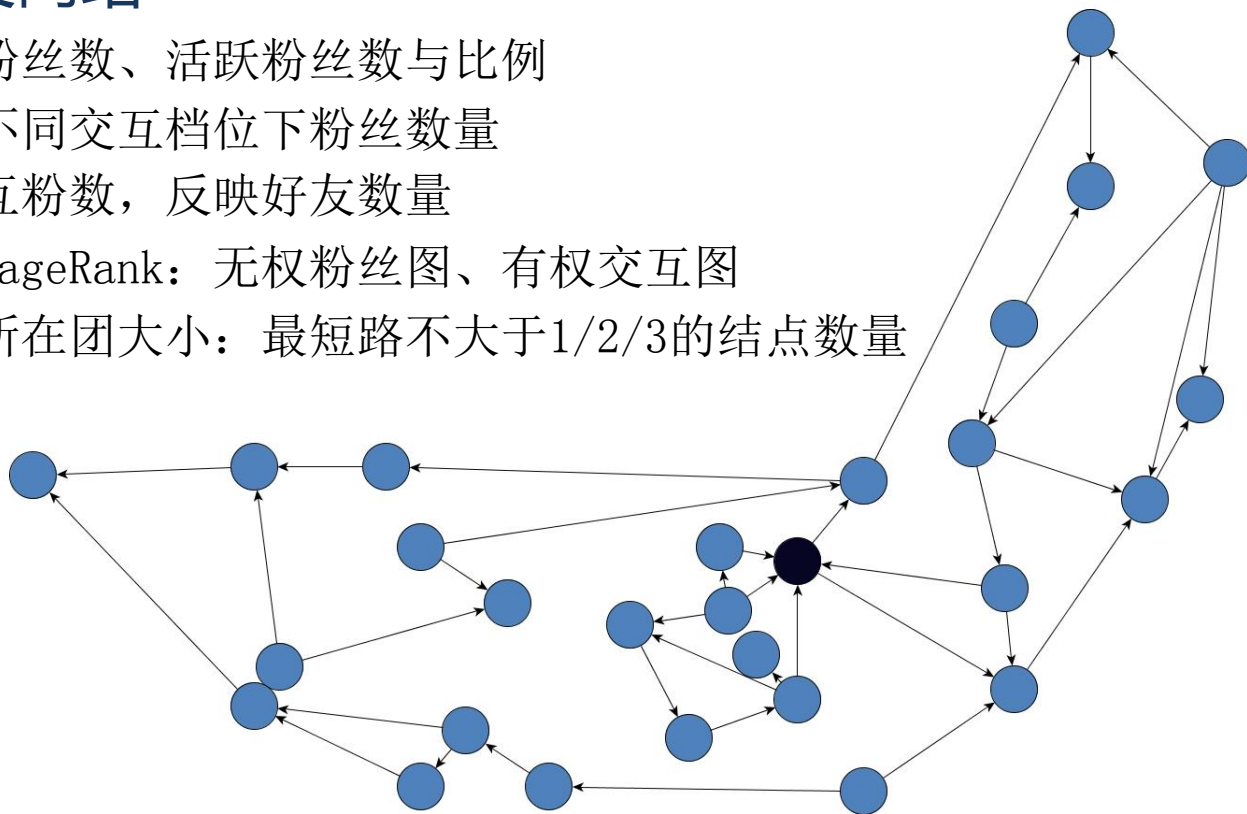 粉丝数、活跃粉丝数与比例
不同交互档位下粉丝数量
互粉数，反映好友数量
ageRank：无权粉丝图、有权交互图
所在团大小：最短路不大于1/2/3的结点数量